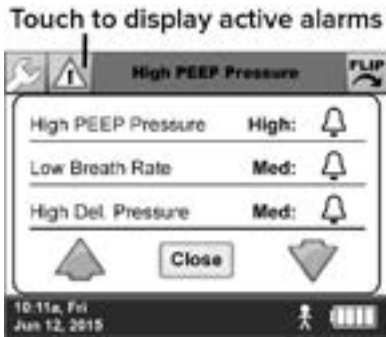 Touch to display active alarms
High PEEP Pressure
FLIP
High PEEP Pressure High:
Low Breath Rate Med:
High Del. Pressure Med:
Close
10:11a, Fri
Jun 12, 2015